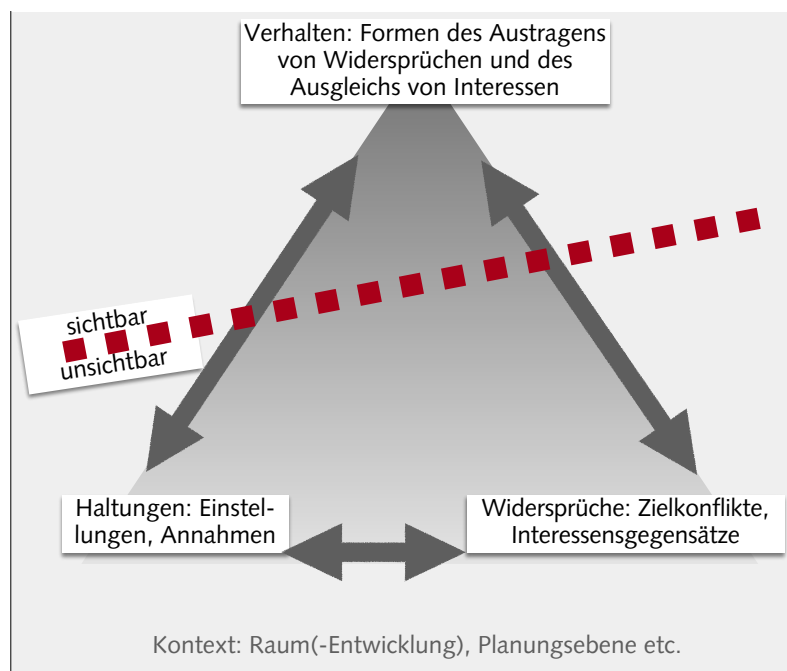 Verhalten: Formen des Austragens
von Widersprüchen und des
Ausgleichs von Interessen
sichtbar
unsichtbar
Haltungen: Einstel-
lungen, Annahmen
Widersprüche: Zielkonflikte,
Interessensgegensätze
Kontext: Raum(-Entwicklung), Planungsebene etc.